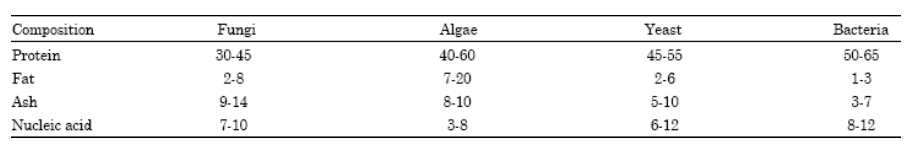 Composition Fungi Algae Yeast Bacteria
Protein 30-45 40-60 45-55 50-65
Fat 2-8 7-20 2-6 1-3
Ash 9-14 8-10 5-10 3-7
Nucleic acid 7-10 3-8 6-12 8-12